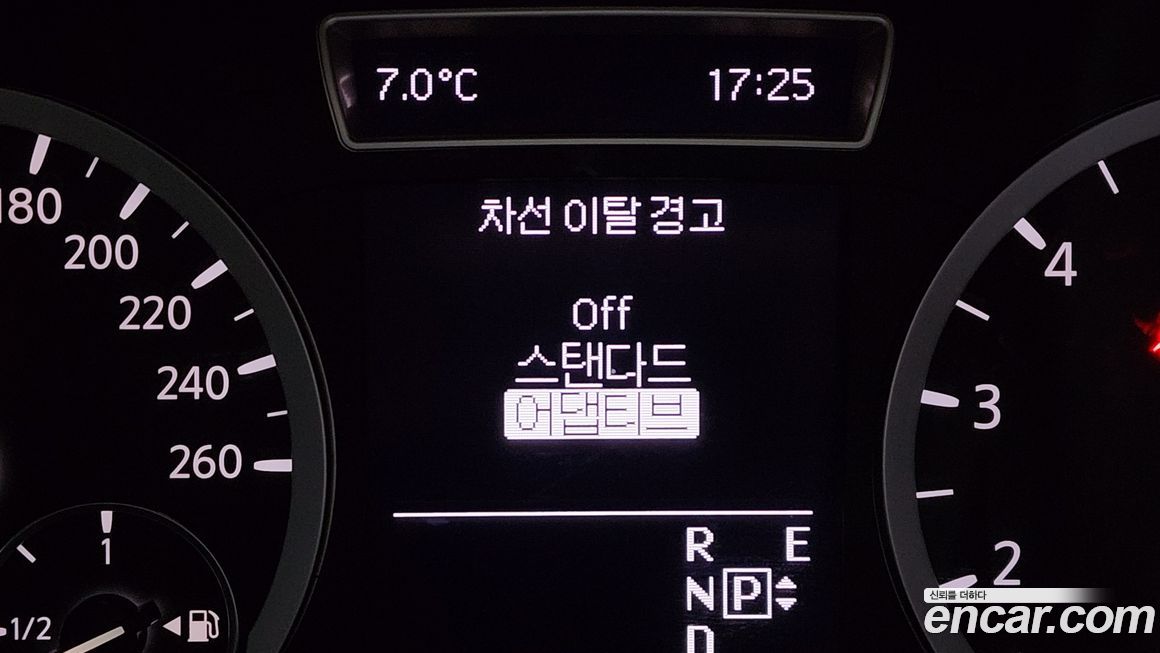 7.0°C 17:25
차선 이탈 경고
Off
스탠다드
어댑티브
R E
N P
D
180
200
220
240
260
1
1/2
4
3
2
신뢰를 더하다
encar.com